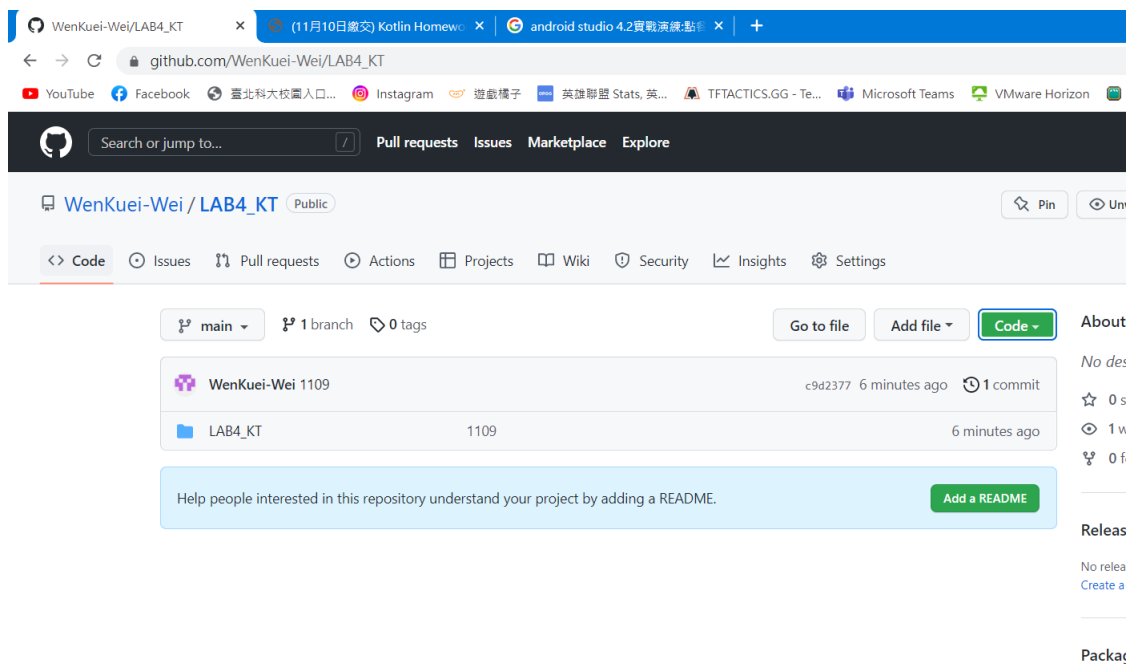 WenKuei-Wei/LAB4_KT
(11月10日繳交) Kotlin Homewo
android studio 4.2實戰演練:點
github.com/WenKuei-Wei/LAB4_KT
YouTube Facebook 臺北科大校園入口... Instagram 遊戲橘子 英雄聯盟 Stats, 英... TFTACTICS.GG - Te... Microsoft Teams VMware Horizon
Search or jump to... / Pull requests Issues Marketplace Explore
WenKuei-Wei / LAB4_KT Public
Pin Un
Code Issues Pull requests Actions Projects Wiki Security Insights Settings
main 1 branch 0 tags Go to file Add file Code
About
WenKuei-Wei 1109 c9d2377 6 minutes ago 1 commit
No des
0 s
LAB4_KT 1109 6 minutes ago
1 w
0 f
Help people interested in this repository understand your project by adding a README. Add a README
Releas
No relea
Create a
Packag